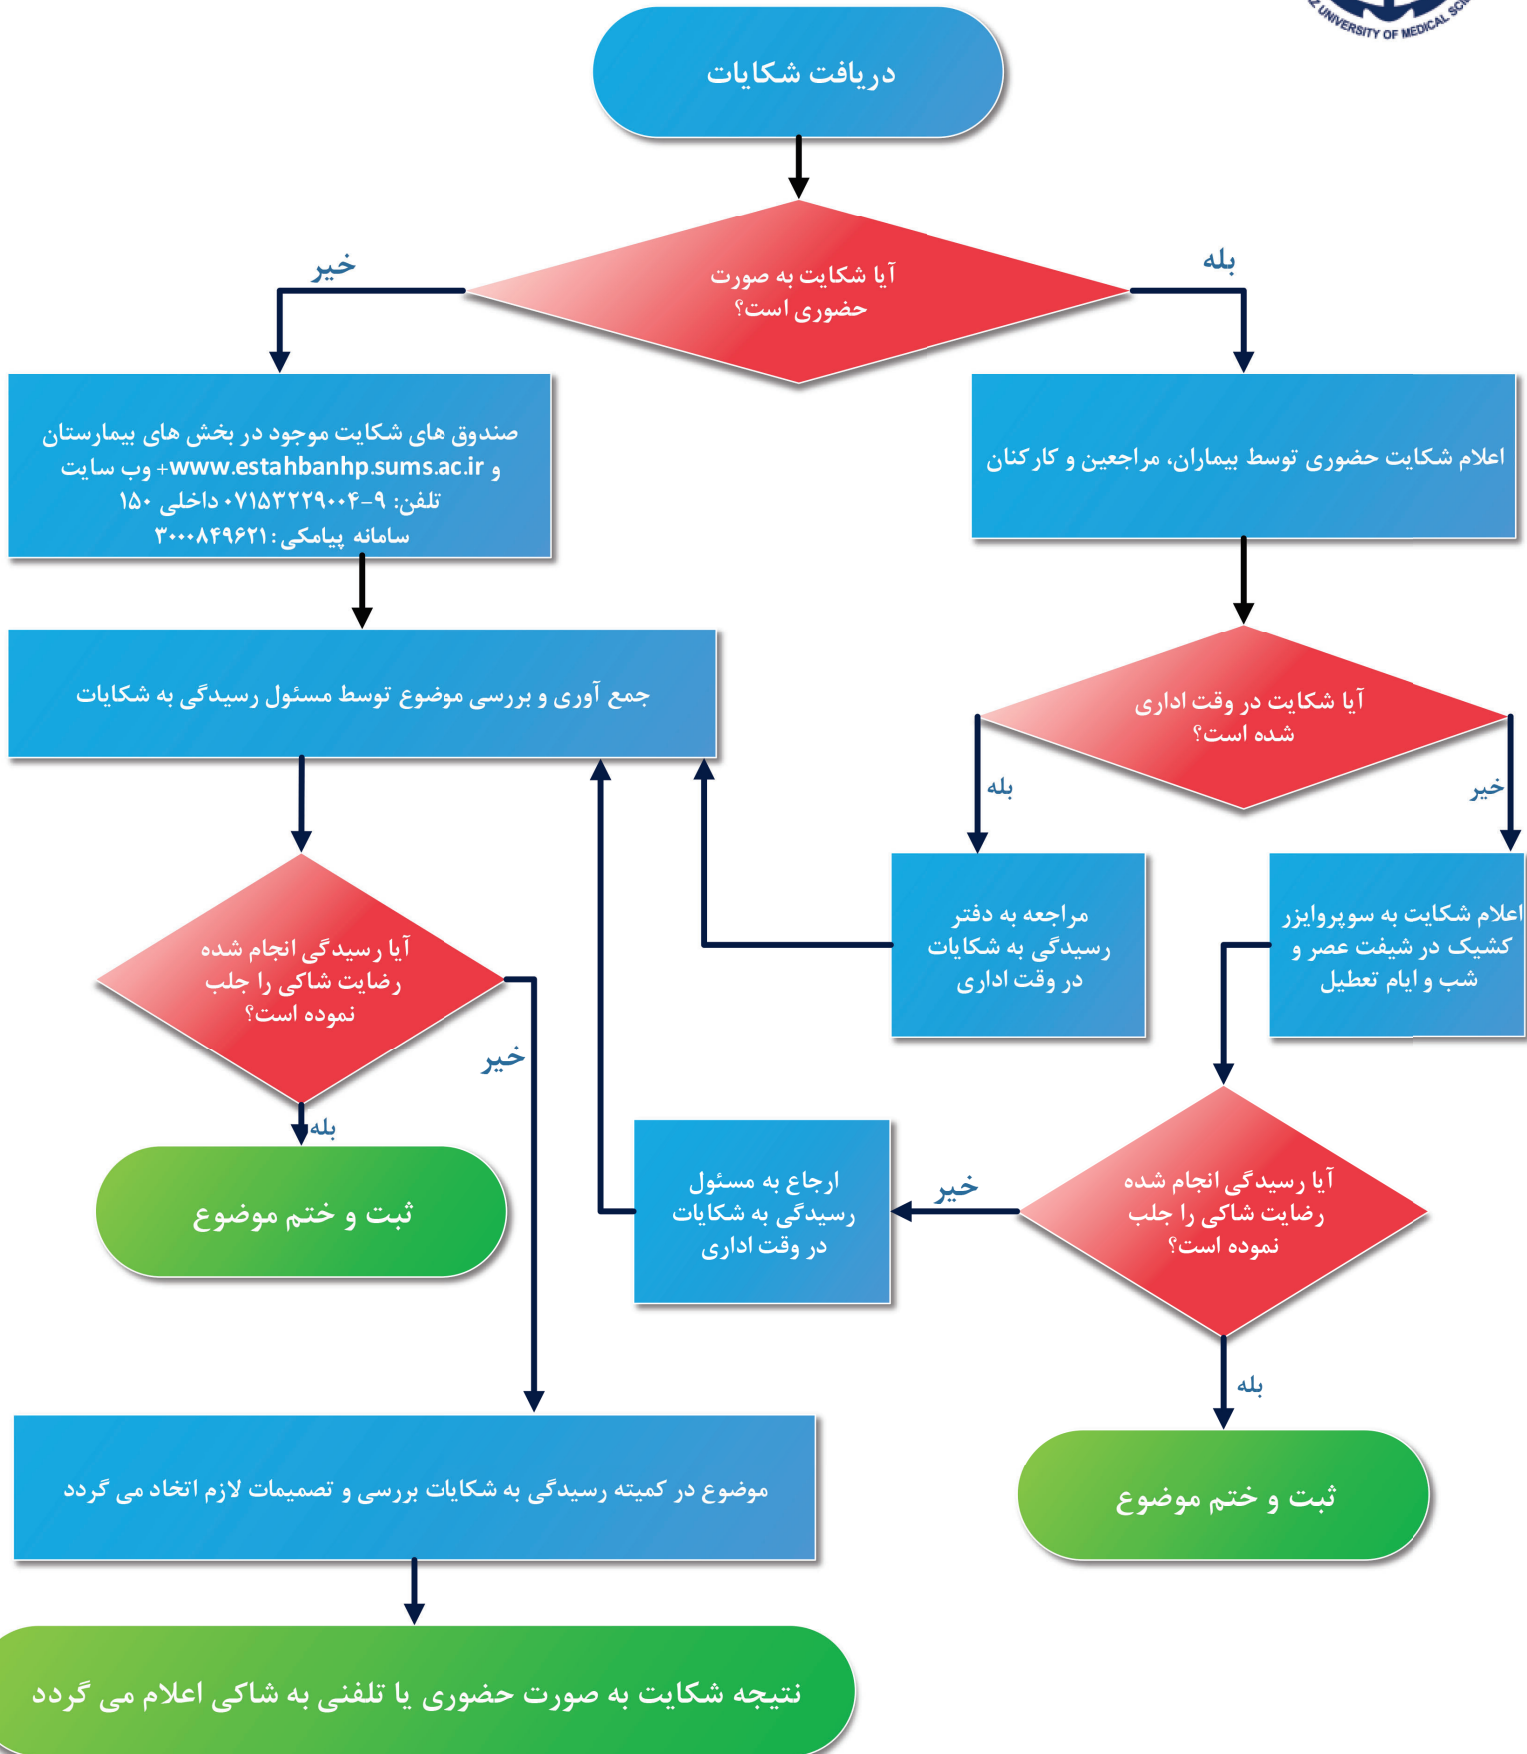 UNIVERSITY OF MEDICAL
دریافت شکایات
آیا شکایت به صورت
حضوری است؟
بله
خیر
اعلام شکایت حضوری توسط بیماران، مراجعین و کارکنان
صندوق های شکایت موجود در بخش های بیمارستان
و www.estahbanhp.sums.ac.ir+ وب سایت
تلفن: ۹-۰۷۱۵۳۲۲۹۰۰۴ داخلی ۱۵۰
سامانه پیامکی :۳۰۰۰۸۴۹۶۲۱
آیا شکایت در وقت اداری
شده است؟
جمع آوری و بررسی موضوع توسط مسئول رسیدگی به شکایات
خیر
بله
اعلام شکایت به سوپروایزر
کشیک در شیفت عصر و
شب و ایام تعطیل
مراجعه به دفتر
رسیدگی به شکایات
در وقت اداری
آیا رسیدگی انجام شده
رضایت شاکی را جلب
نموده است؟
خیر
بله
آیا رسیدگی انجام شده
رضایت شاکی را جلب
نموده است؟
خیر
ارجاع به مسئول
رسیدگی به شکایات
در وقت اداری
ثبت و ختم موضوع
بله
ثبت و ختم موضوع
موضوع در کمیته رسیدگی به شکایات بررسی و تصمیمات لازم اتخاد می گردد
نتیجه شکایت به صورت حضوری یا تلفنی به شاکی اعلام می گردد